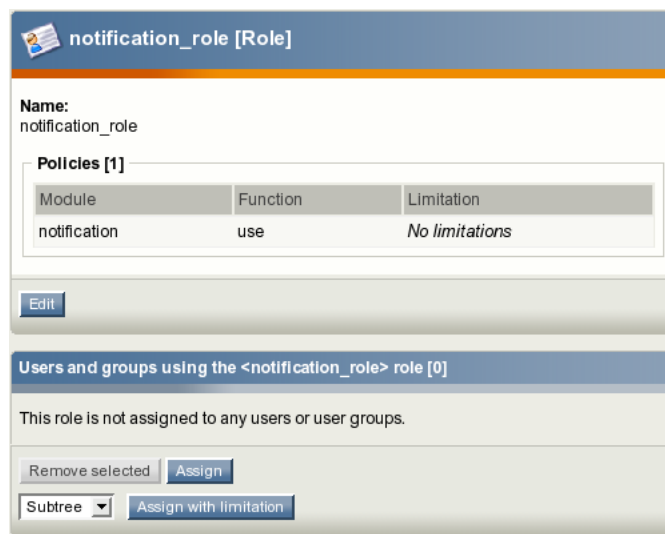 notification_role [Role]
Name:
notification_role
Policies [1]
Module Function Limitation
notification use No limitations
Edit
Users and groups using the <notification_role> role [0]
This role is not assigned to any users or user groups.
Remove selected Assign
Subtree Assign with limitation